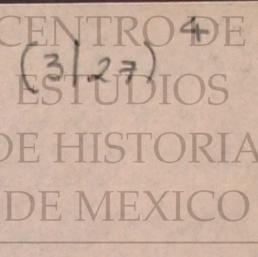 CENTRO DE
4
(3|27)
ESTUDIOS
DE HISTORIA
DE MEXICO